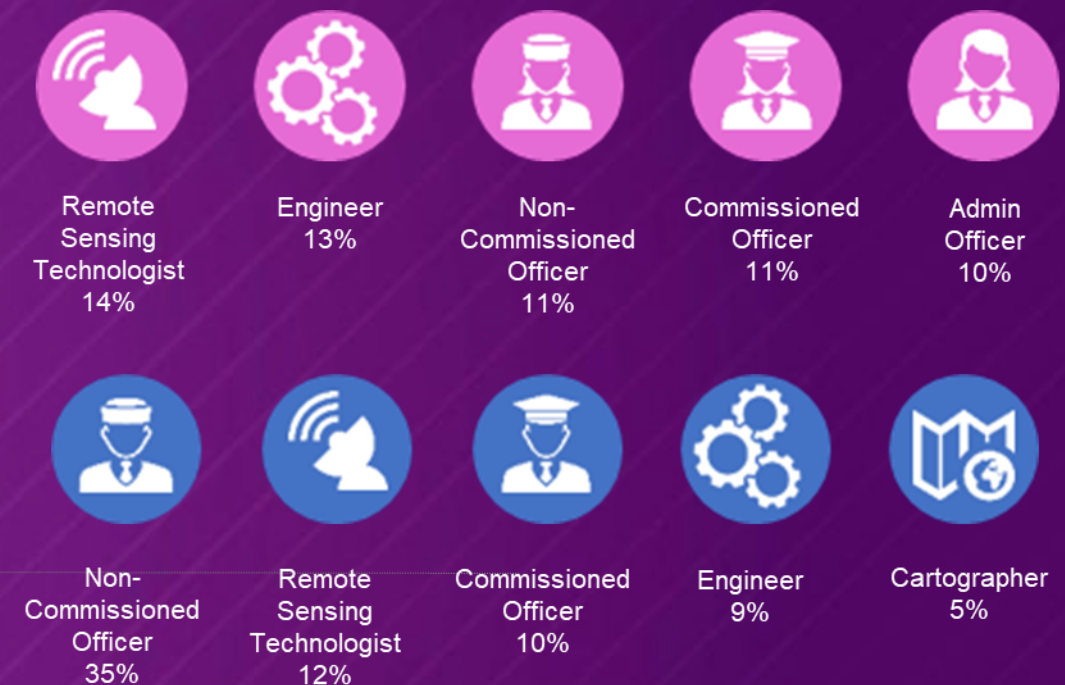 Remote
Sensing
Technologist
14%
Engineer
13%
Non-
Commissioned
Officer
11%
Commissioned
Officer
11%
Admin
Officer
10%
Non-
Commissioned
Officer
35%
Remote
Sensing
Technologist
12%
Commissioned
Officer
10%
Engineer
9%
Cartographer
5%